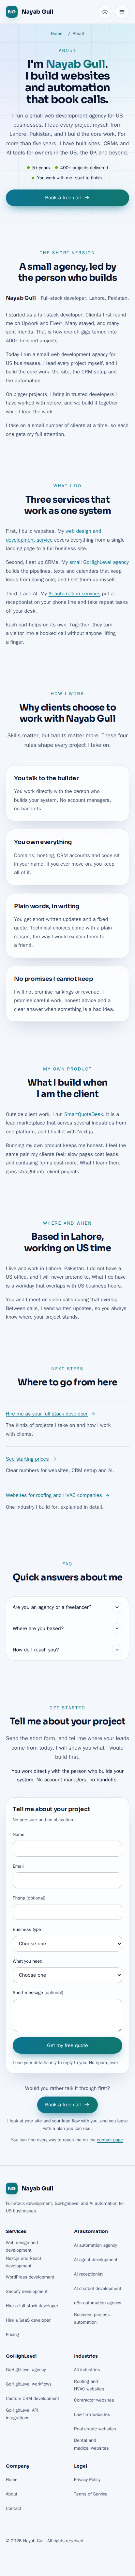 NG Nayab Gull
Home / About
ABOUT
I'm Nayab Gull.
I build websites
and automation
that book calls.
I run a small web development agency for US
businesses. I lead every project myself from
Lahore, Pakistan, and I build the work too. More
than 400 projects in, I have built sites, CRMs and
AI tools for owners in the US, the UK and beyond.
5+ years
400+ projects delivered
You work with me, start to finish.
Book a free call →
THE SHORT VERSION
A small agency, led by
the person who builds
Nayab Gull Full-stack developer, Lahore, Pakistan.
I started as a full-stack developer. Clients first found
me on Upwork and Fiverr. Many stayed, and many
sent friends. That is how one-off gigs turned into
400+ finished projects.
Today I run a small web development agency for
businesses. I lead every project myself, and I still
build the core work: the site, the CRM setup and
the automation.
On bigger projects, I bring in trusted developers I
have worked with before, and we build it together
while I lead the work.
I take on a small number of clients at a time, so each
one gets my full attention.
WHAT I DO
Three services that
work as one system
First, I build websites. My web design and
development service covers everything from a single
landing page to a full business site.
Second, I set up CRMs. My small GoHighLevel agency
builds the pipelines, texts and calendars that keep
leads from going cold, and I set them up myself.
Third, I add AI. My AI automation services put a
receptionist on your phone line and take repeat tasks
off your desk.
Each part helps on its own. Together, they turn
a visitor into a booked call without anyone lifting
a finger.
HOW I WORK
Why clients choose to
work with Nayab Gull
Skills matter, but habits matter more. These four
rules shape every project I take on.
You talk to the builder
You work directly with the person who
builds your system. No account managers,
no handoffs.
You own everything
Domains, hosting, CRM accounts and code sit
in your name. If you ever move on, you keep
all of it.
Plain words, in writing
You get short written updates and a fixed
quote. Technical choices come with a plain
reason, the way I would explain them to
a friend.
No promises I cannot keep
I will not promise rankings or revenue. I
promise careful work, honest advice and a
clear answer when something is a bad idea.
MY OWN PRODUCT
What I build when
I am the client
Outside client work, I run SmartQuoteDesk. It is a
lead marketplace that serves several industries from
one platform, and I built it with Next.js.
Running my own product keeps me honest. I feel the
same pain my clients feel: slow pages cost leads,
and confusing forms cost more. What I learn there
goes straight into client projects.
WHERE AND WHEN
Based in Lahore,
working on US time
I live and work in Lahore, Pakistan. I do not have a
US office, and I will never pretend to. What I do have
is a workday that overlaps with US business hours.
You and I meet on video calls during that overlap.
Between calls, I send written updates, so you always
know where your project stands.
NEXT STEPS
Where to go from here
Hire me as your full stack developer →
The kinds of projects I take on and how I work
with clients.
See starting prices →
Clear numbers for websites, CRM setup and AI.
Websites for roofing and HVAC companies →
One industry I build for, explained in detail.
FAQ
Quick answers about me
Are you an agency or a freelancer?
Where are you based?
How do I reach you?
GET STARTED
Tell me about your project
Send the short form, and tell me where your leads
come from today. I will show you what I would
build first.
You work directly with the person who builds your
system. No account managers, no handoffs.
Tell me about your project
No pressure and no obligation.
Name
Email
Phone (optional)
Business type
Choose one
What you need
Choose one
Short message (optional)
Get my free quote
I use your details only to reply to you. No spam, ever.
Would you rather talk it through first?
Book a free call →
I look at your site and your lead flow with you, and you leave
with a plan you can use.
You can find every way to reach me on the contact page.
NG Nayab Gull
Full-stack development, GoHighLevel and AI automation for
US businesses.
Services
Web design and
development
Next.js and React
development
WordPress development
Shopify development
Hire a full stack developer
Hire a SaaS developer
Pricing
AI automation
AI automation agency
AI agent development
AI receptionist
AI chatbot development
n8n automation agency
Business process
automation
GoHighLevel
GoHighLevel agency
GoHighLevel workflows
Custom CRM development
GoHighLevel API
integrations
Industries
All industries
Roofing and
HVAC websites
Contractor websites
Law firm websites
Real estate websites
Dental and
medical websites
Company
Home
About
Contact
Legal
Privacy Policy
Terms of Service
© 2026 Nayab Gull. All rights reserved.